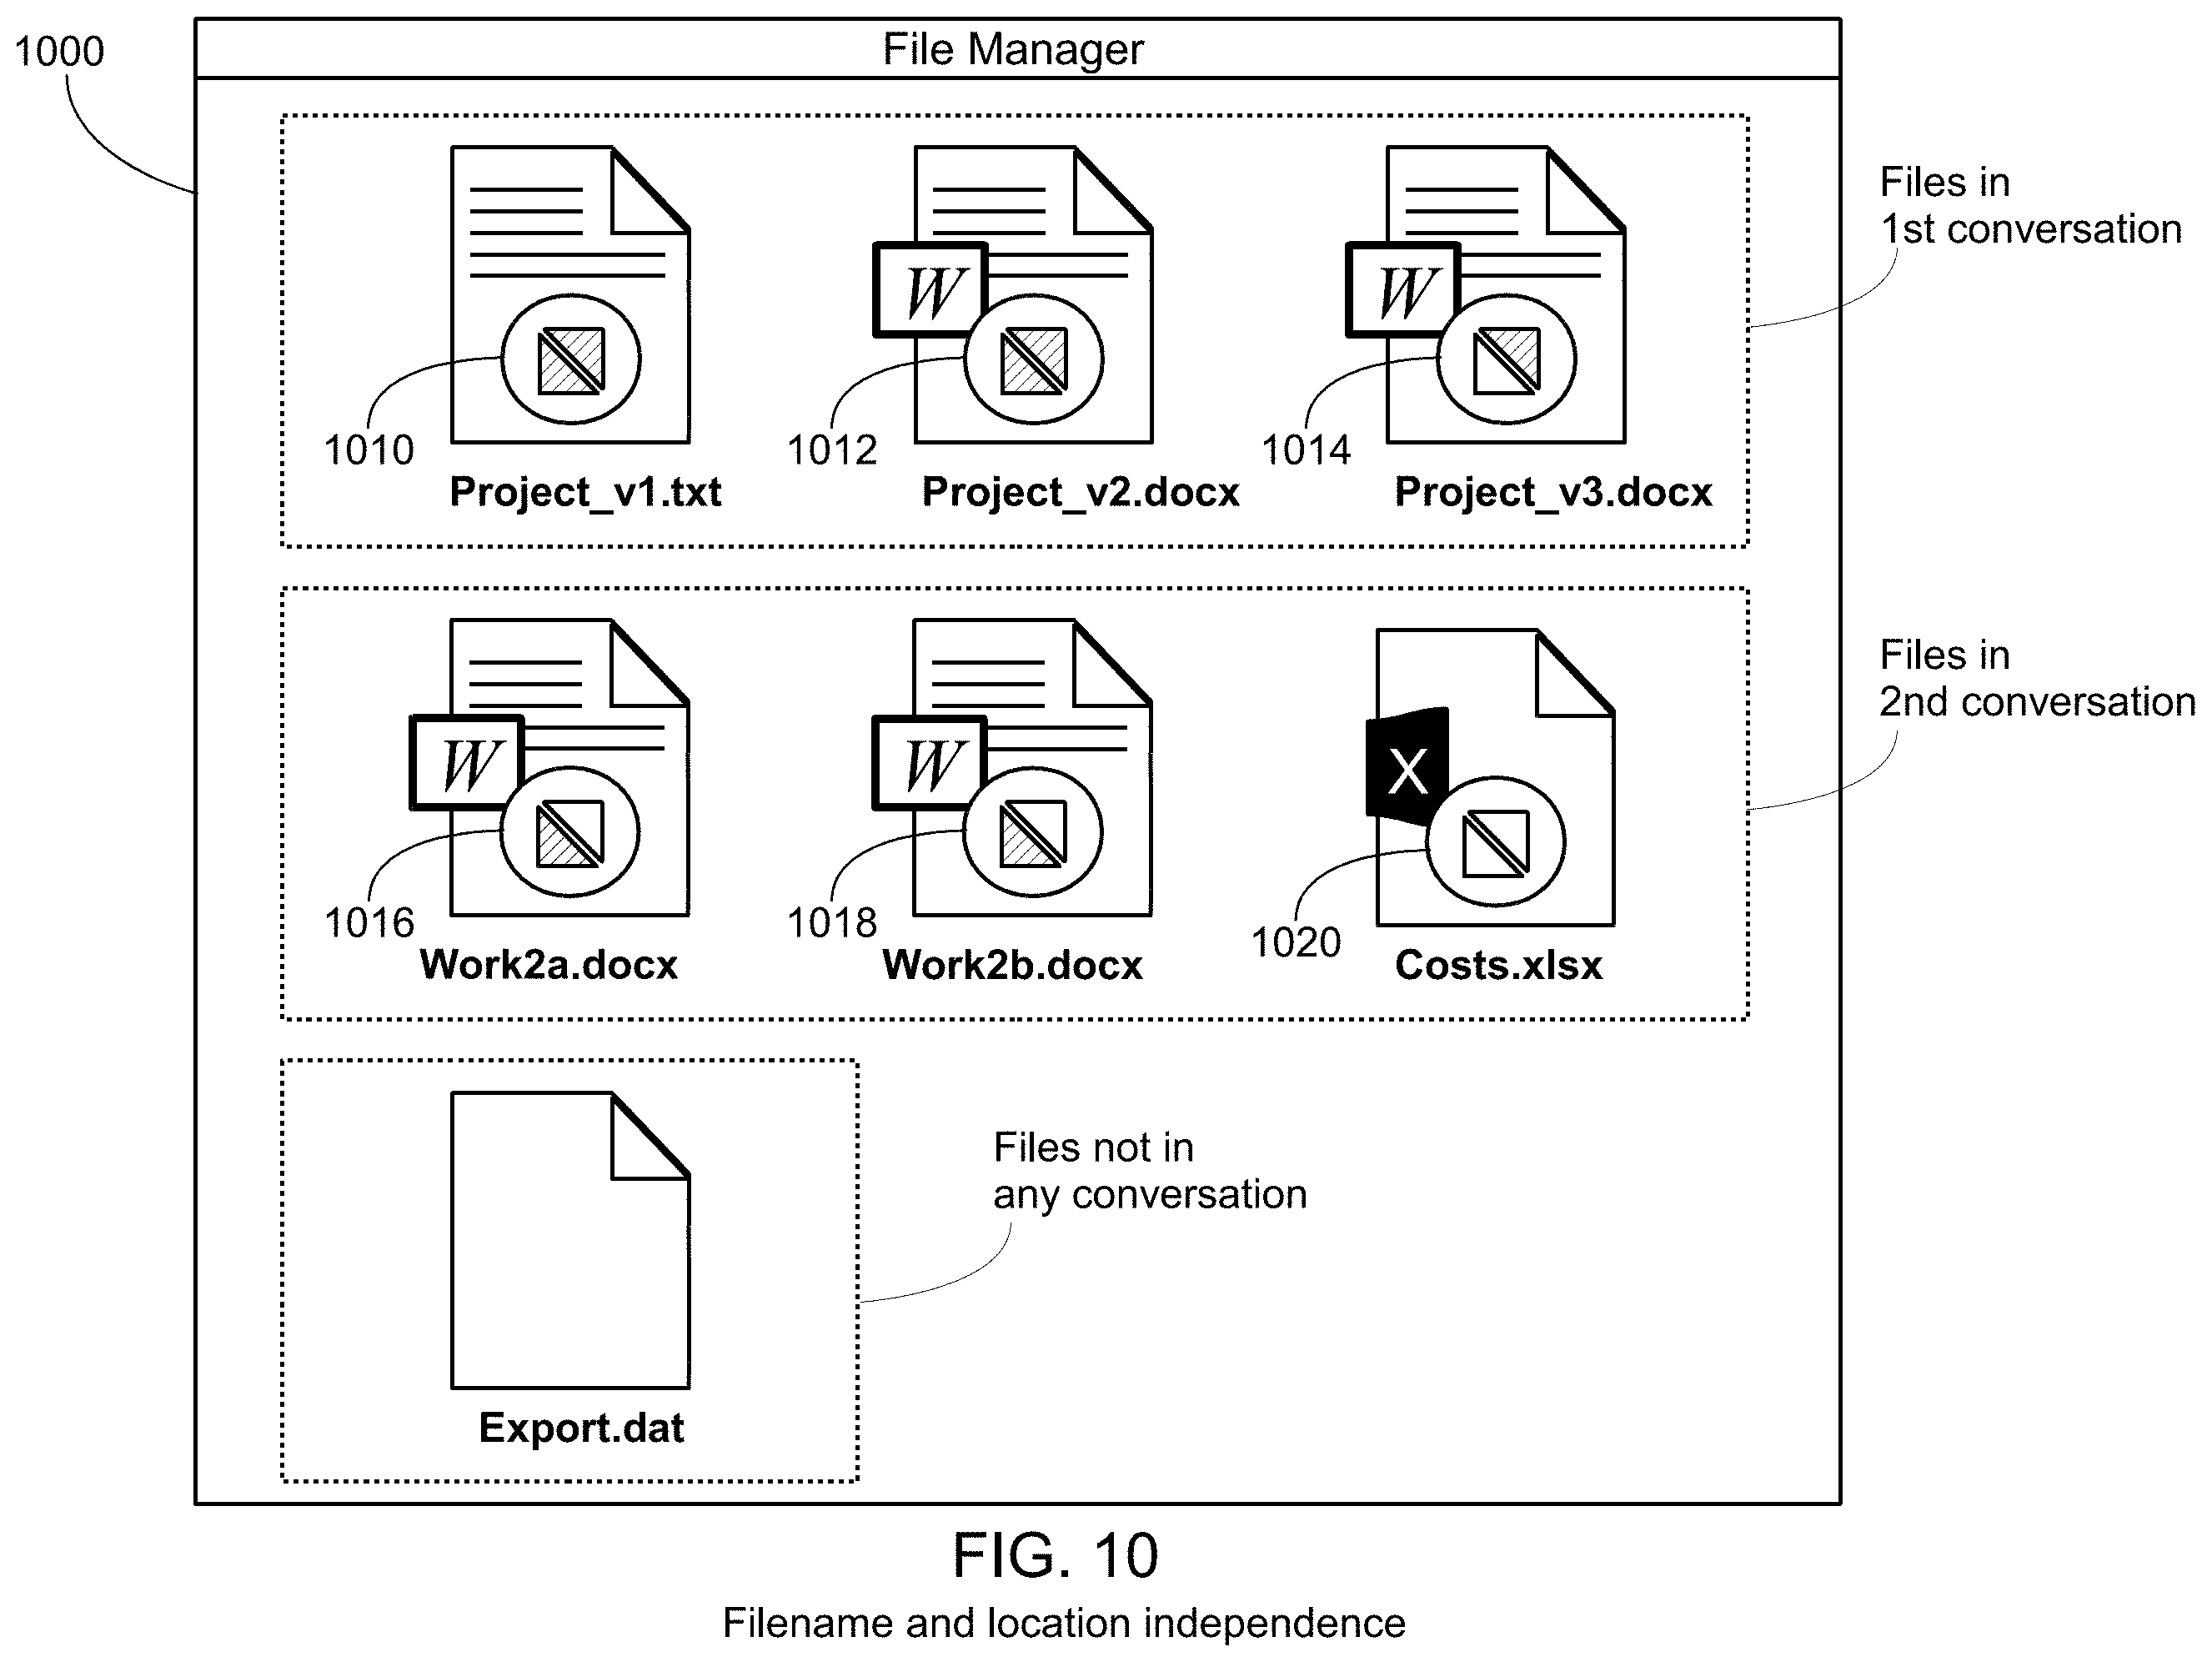 File Manager
1000
Files in
1st conversation
W
W
1010
1012
1014
Project_v1.txt
Project_v2.docx
Project_v3.docx
Files in
2nd conversation
W
W
X
1016
1018
1020
Work2a.docx
Work2b.docx
Costs.xlsx
Files not in
any conversation
Export.dat
FIG. 10
Filename and location independence